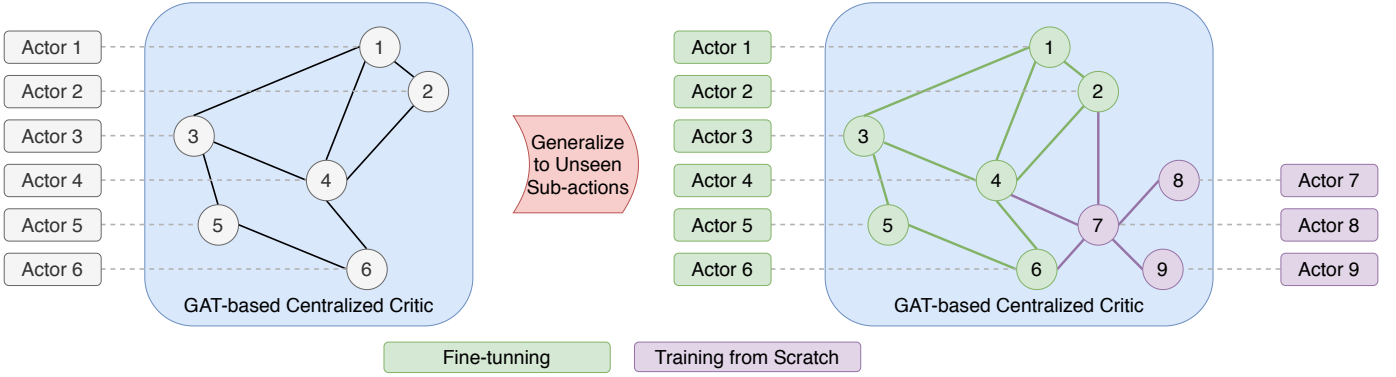 Actor 1
Actor 2
Actor 3
Actor 4
Actor 5
Actor 6
1
2
3
4
5
6
GAT-based Centralized Critic
Generalize
to Unseen
Sub-actions
Actor 1
Actor 2
Actor 3
Actor 4
Actor 5
Actor 6
1
2
3
4
8
5
7
6
9
GAT-based Centralized Critic
Actor 7
Actor 8
Actor 9
Fine-tunning
Training from Scratch